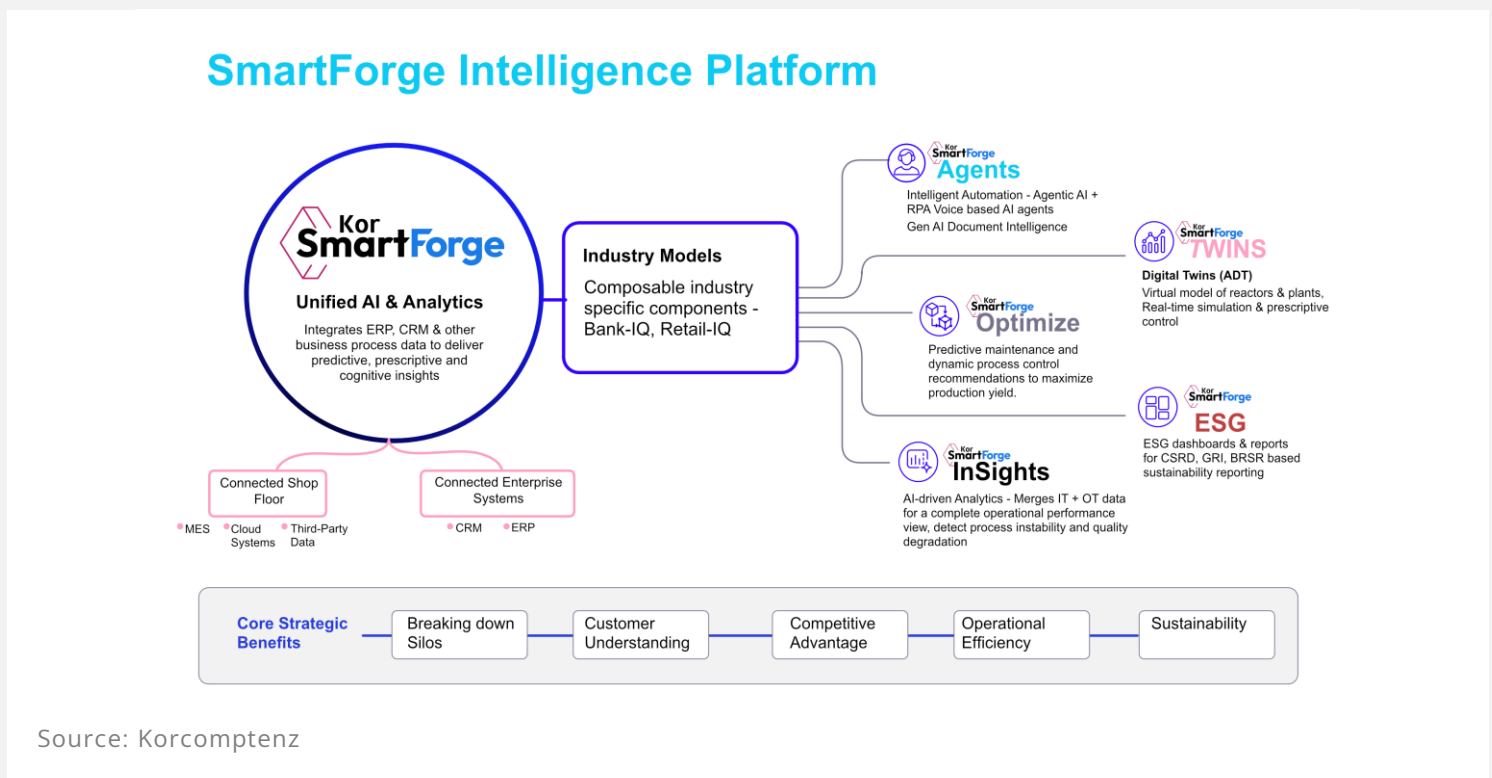 SmartForge Intelligence Platform
Kor
SmartForge
Unified AI & Analytics
Integrates ERP, CRM & other
business process data to deliver
predictive, prescriptive and
cognitive insights
Connected Shop
Floor
MES
Cloud
Systems
Third-Party
Data
Connected Enterprise
Systems
CRM
ERP
Industry Models
Composable industry
specific components -
Bank-IQ, Retail-IQ
Kor
SmartForge
Agents
Intelligent Automation - Agentic AI +
RPA Voice based AI agents
Gen AI Document Intelligence
Kor
SmartForge
TWINS
Digital Twins (ADT)
Virtual model of reactors & plants,
Real-time simulation & prescriptive
control
Kor
SmartForge
Optimize
Predictive maintenance and
dynamic process control
recommendations to maximize
production yield.
Kor
SmartForge
ESG
ESG dashboards & reports
for CSRD, GRI, BRSR based
sustainability reporting
Kor
SmartForge
InSights
AI-driven Analytics - Merges IT + OT data
for a complete operational performance
view, detect process instability and quality
degradation
Core Strategic
Benefits
Breaking down
Silos
Customer
Understanding
Competitive
Advantage
Operational
Efficiency
Sustainability
Source: Korcomptenz